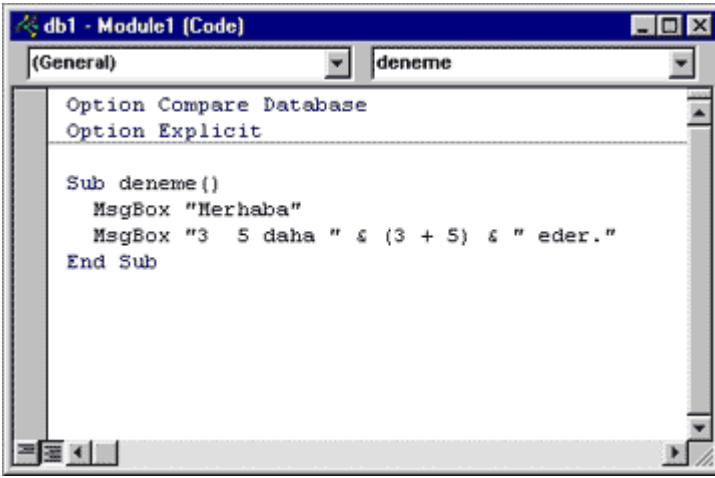 db1 - Module1 (Code)
(General) deneme
Option Compare Database
Option Explicit
Sub deneme()
MsgBox "Merhaba"
MsgBox "3  5 daha " & (3 + 5) & " eder."
End Sub